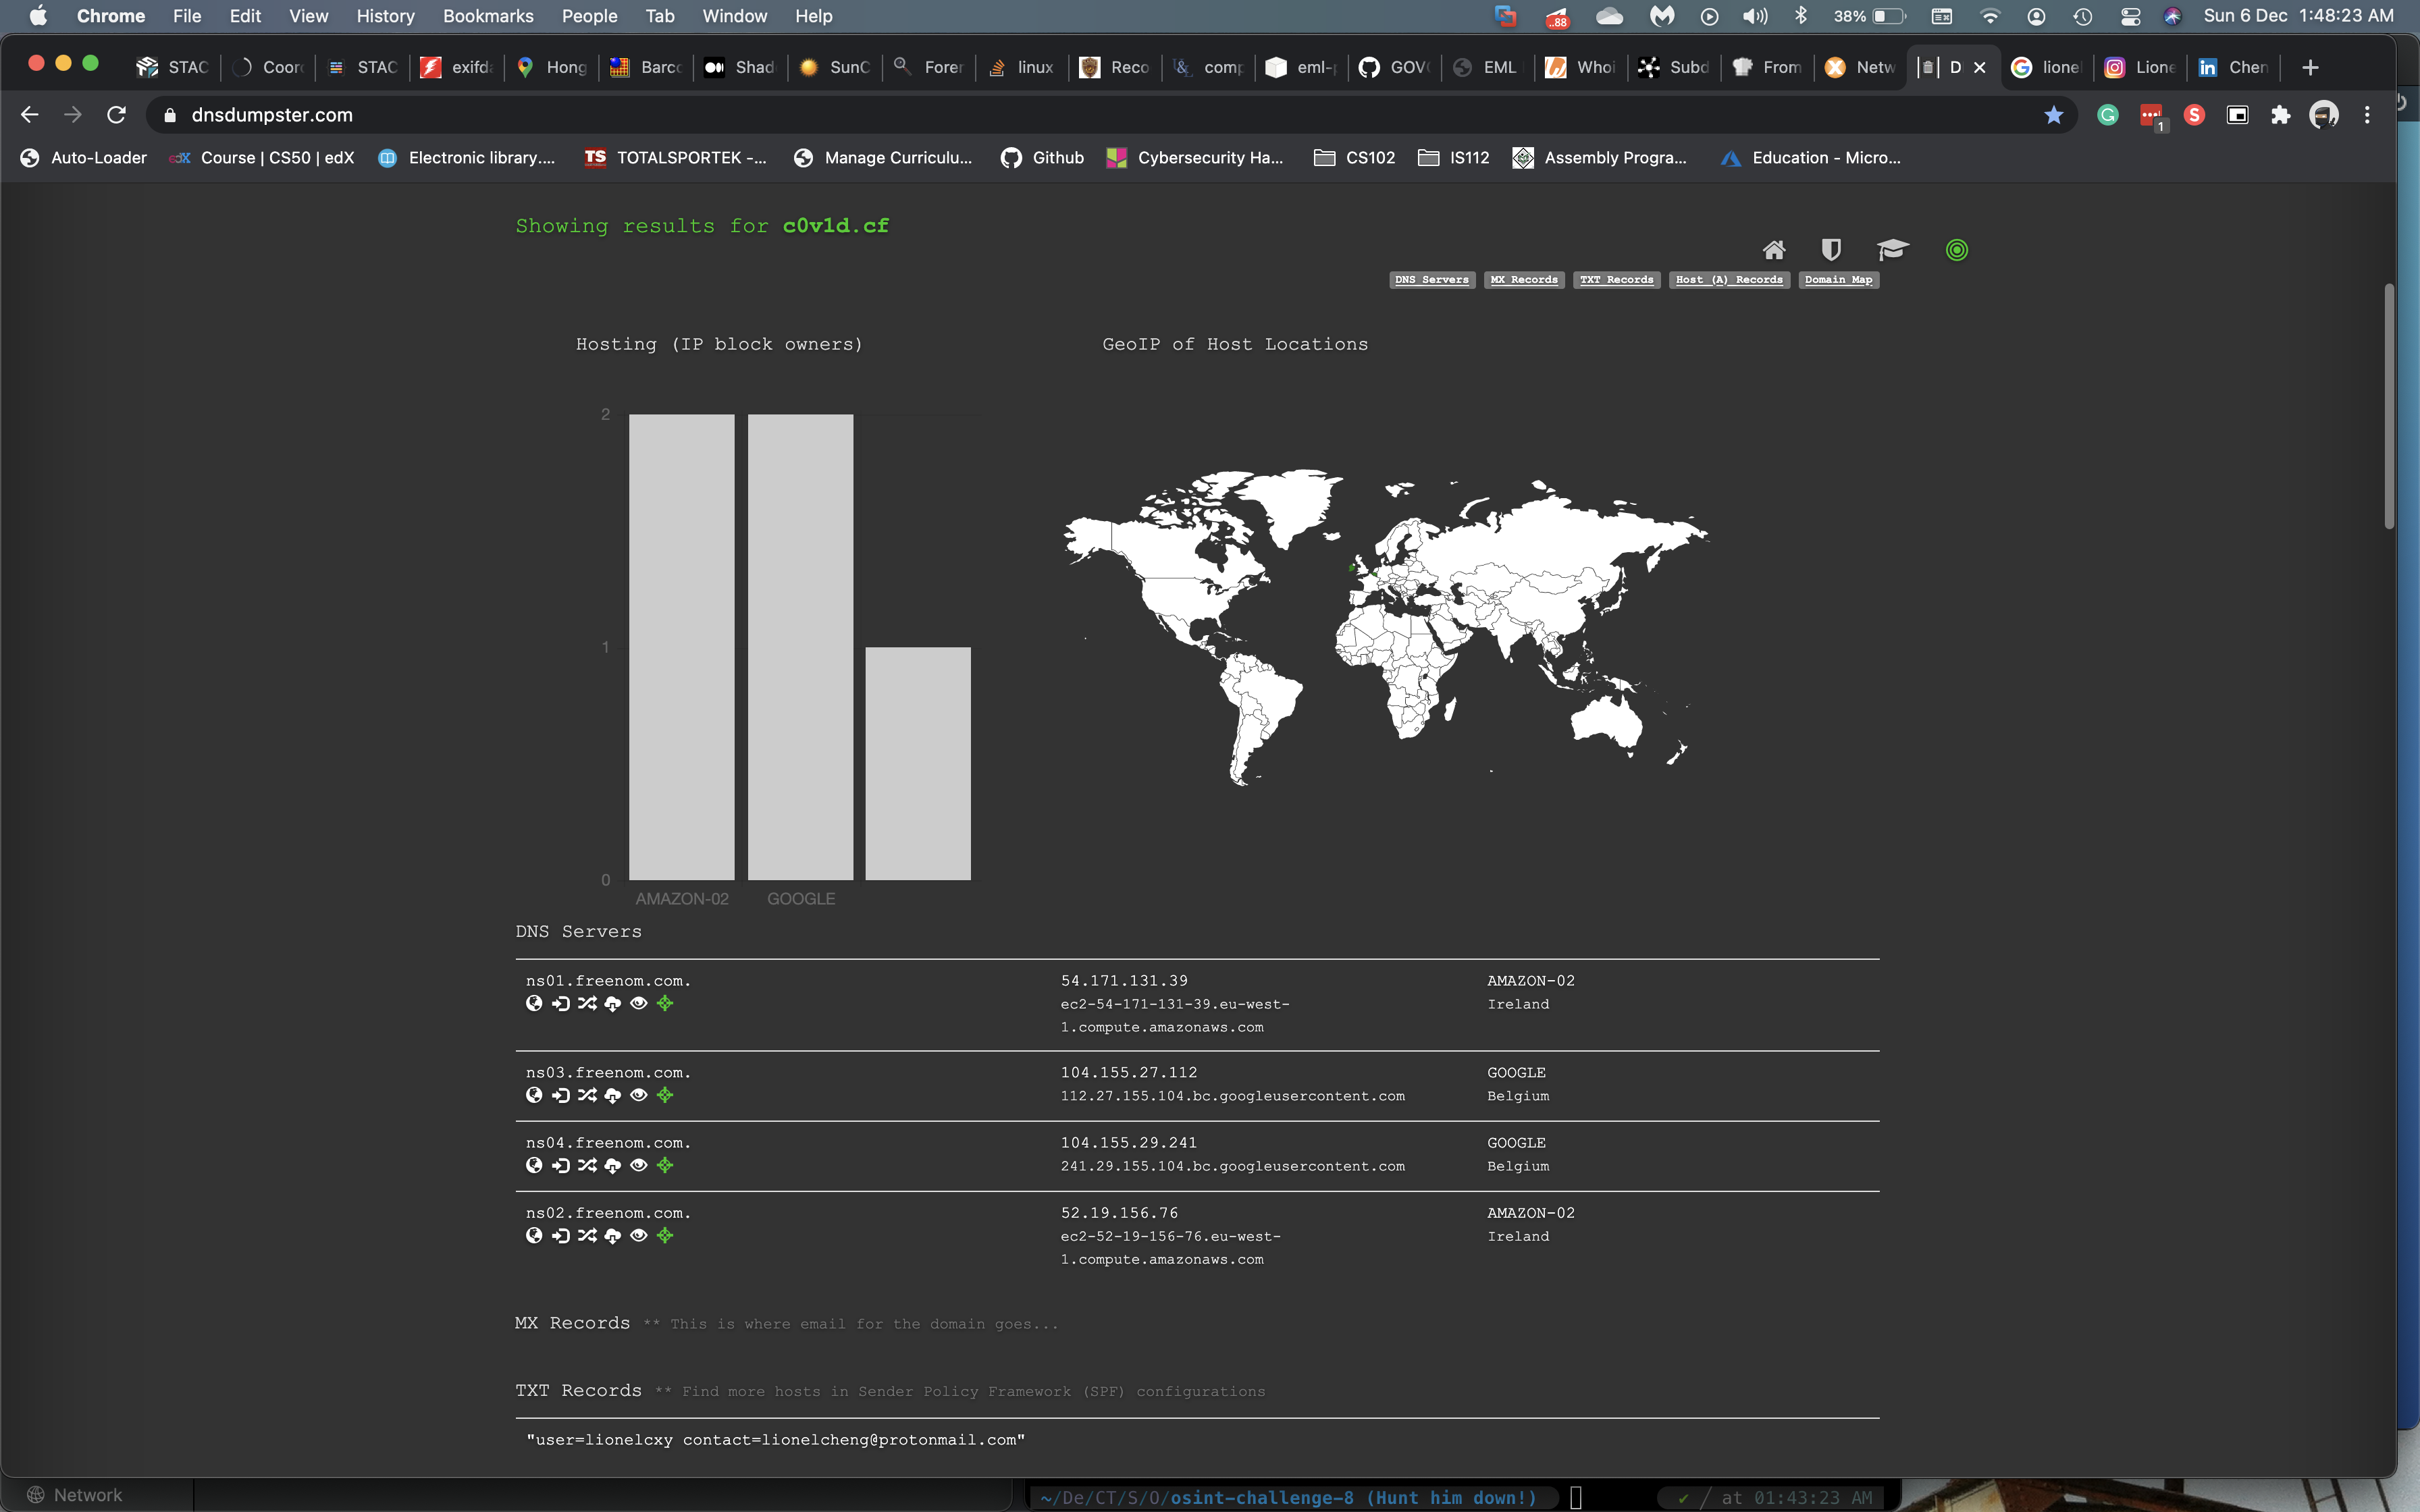 Chrome File Edit View History Bookmarks People Tab Window Help ..88 38% Sun 6 Dec 1:48:23 AM
STAC Coor STAC exifda Hong Barco Shad SunC Foren linux Reco comp eml-p GOVC EML Whoi Subd From Netw D lionel Lione Chen
dnsdumpster.com 1
Auto-Loader Course | CS50 | edX Electronic library.... TOTALSPORTEK -... Manage Curriculu... Github Cybersecurity Ha... CS102 IS112 Assembly Progra... Education - Micro...
Showing results for c0v1d.cf
DNS Servers MX Records TXT Records Host (A) Records Domain Map
Hosting (IP block owners) GeoIP of Host Locations
2
1
0
AMAZON-02 GOOGLE
DNS Servers
ns01.freenom.com. 54.171.131.39 AMAZON-02
ec2-54-171-131-39.eu-west- Ireland
1.compute.amazonaws.com
ns03.freenom.com. 104.155.27.112 GOOGLE
112.27.155.104.bc.googleusercontent.com Belgium
ns04.freenom.com. 104.155.29.241 GOOGLE
241.29.155.104.bc.googleusercontent.com Belgium
ns02.freenom.com. 52.19.156.76 AMAZON-02
ec2-52-19-156-76.eu-west- Ireland
1.compute.amazonaws.com
MX Records ** This is where email for the domain goes...
TXT Records ** Find more hosts in Sender Policy Framework (SPF) configurations
"user=lionelcxy contact=lionelcheng@protonmail.com"
Network ~/De/CT/S/O/osint-challenge-8 (Hunt him down!) ✔ / at 01:43:23 AM